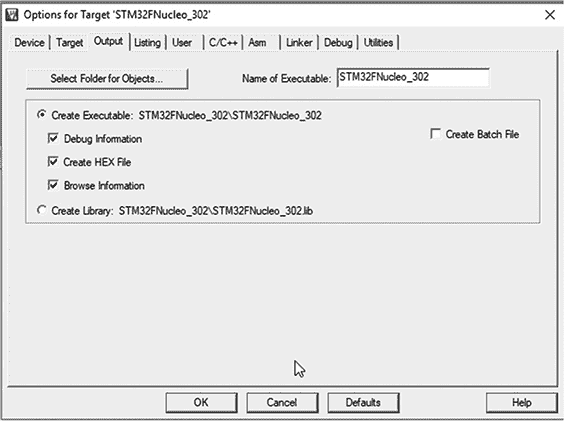 Options for Target 'STM32FNucleo_302'
Device Target Output Listing User C/C++ Asm Linker Debug Utilities
Select Folder for Objects... Name of Executable: STM32FNucleo_302
Create Executable: STM32FNucleo_302\STM32FNucleo_302
Debug Information Create Batch File
Create HEX File
Browse Information
Create Library: STM32FNucleo_302\STM32FNucleo_302.lib
OK Cancel Defaults Help